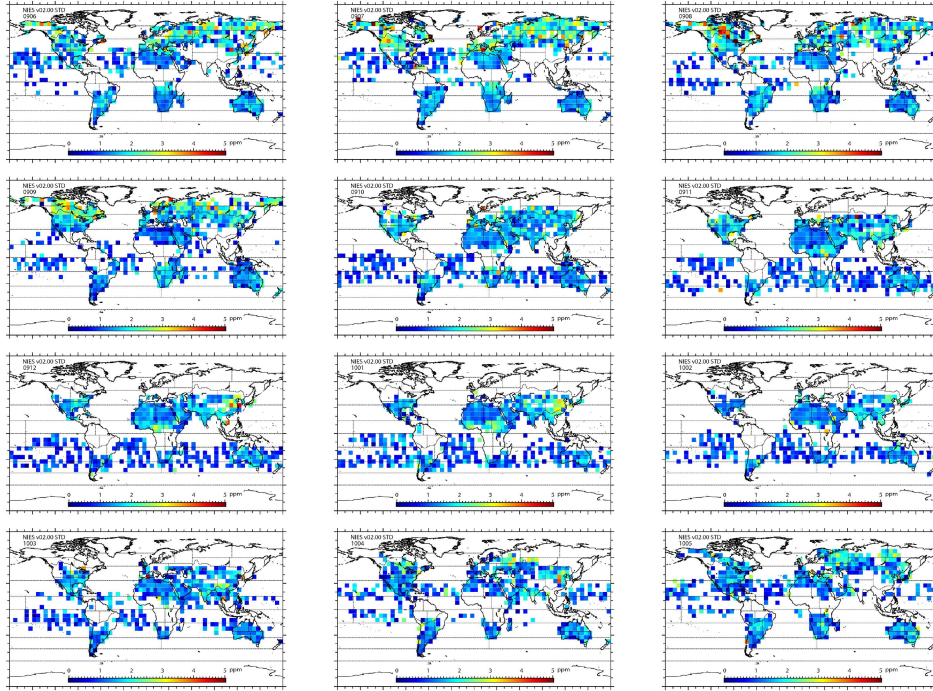 NIES v02.00 STD
0906
0 1 2 3 4 5 ppm
NIES v02.00 STD
0907
0 1 2 3 4 5 ppm
NIES v02.00 STD
0908
0 1 2 3 4 5 ppm
NIES v02.00 STD
0909
0 1 2 3 4 5 ppm
NIES v02.00 STD
0910
0 1 2 3 4 5 ppm
NIES v02.00 STD
0911
0 1 2 3 4 5 ppm
NIES v02.00 STD
0912
0 1 2 3 4 5 ppm
NIES v02.00 STD
1001
0 1 2 3 4 5 ppm
NIES v02.00 STD
1002
0 1 2 3 4 5 ppm
NIES v02.00 STD
1003
0 1 2 3 4 5 ppm
NIES v02.00 STD
1004
0 1 2 3 4 5 ppm
NIES v02.00 STD
1005
0 1 2 3 4 5 ppm